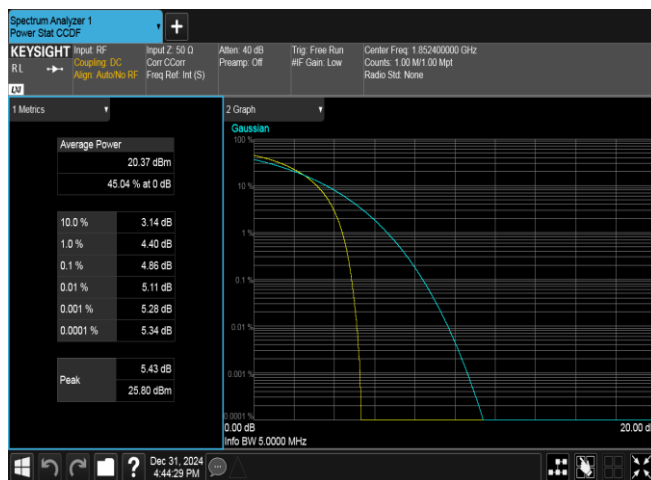 Spectrum Analyzer 1
Power Stat CCDF
+
KEYSIGHT Input: RF Input Z: 50 Ω Atten: 40 dB Trig: Free Run Center Freq: 1.852400000 GHz
RL Coupling: DC Corr CCorr Preamp: Off #IF Gain: Low Counts: 1.00 M/1.00 Mpt
Align: Auto/No RF Freq Ref: Int (S) Radio Std: None
LXI
1 Metrics
Average Power
20.37 dBm
45.04 % at 0 dB
10.0 % 3.14 dB
1.0 % 4.40 dB
0.1 % 4.86 dB
0.01 % 5.11 dB
0.001 % 5.28 dB
0.0001 % 5.34 dB
Peak 5.43 dB
25.80 dBm
2 Graph
Gaussian
100 %
10 %
1 %
0.1 %
0.01 %
0.001 %
0.0001 %
0.00 dB 20.00 d
Info BW 5.0000 MHz
? Dec 31, 2024
4:44:29 PM